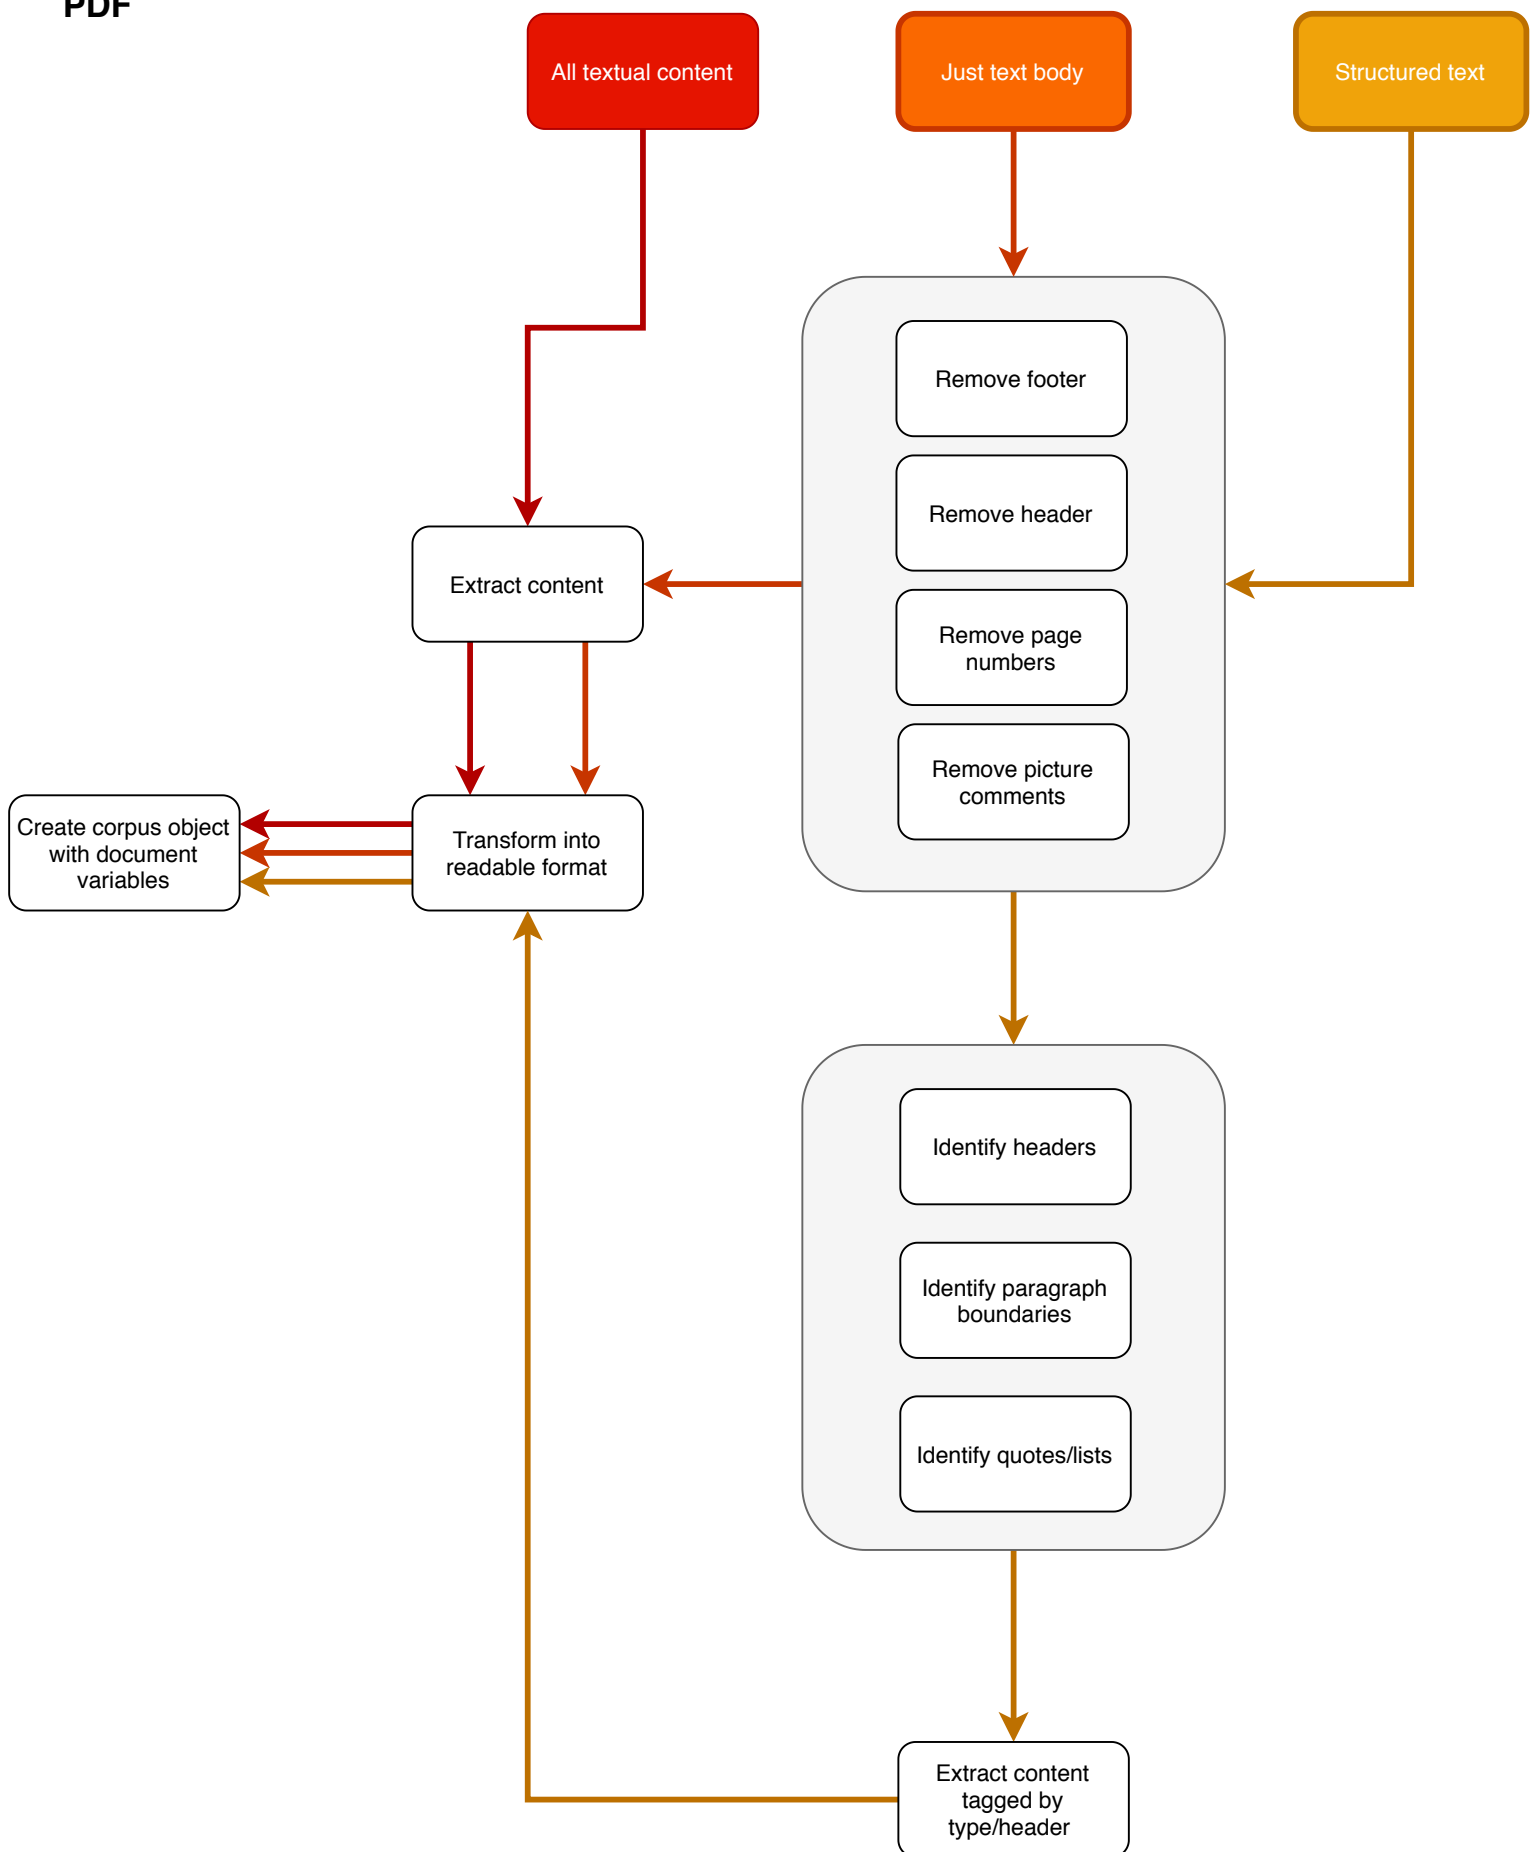 PDF
All textual content
Just text body
Structured text
Remove footer
Remove header
Extract content
Remove page
numbers
Remove picture
comments
Create corpus object
with document
variables
Transform into
readable format
Identify headers
Identify paragraph
boundaries
Identify quotes/lists
Extract content
tagged by
type/header